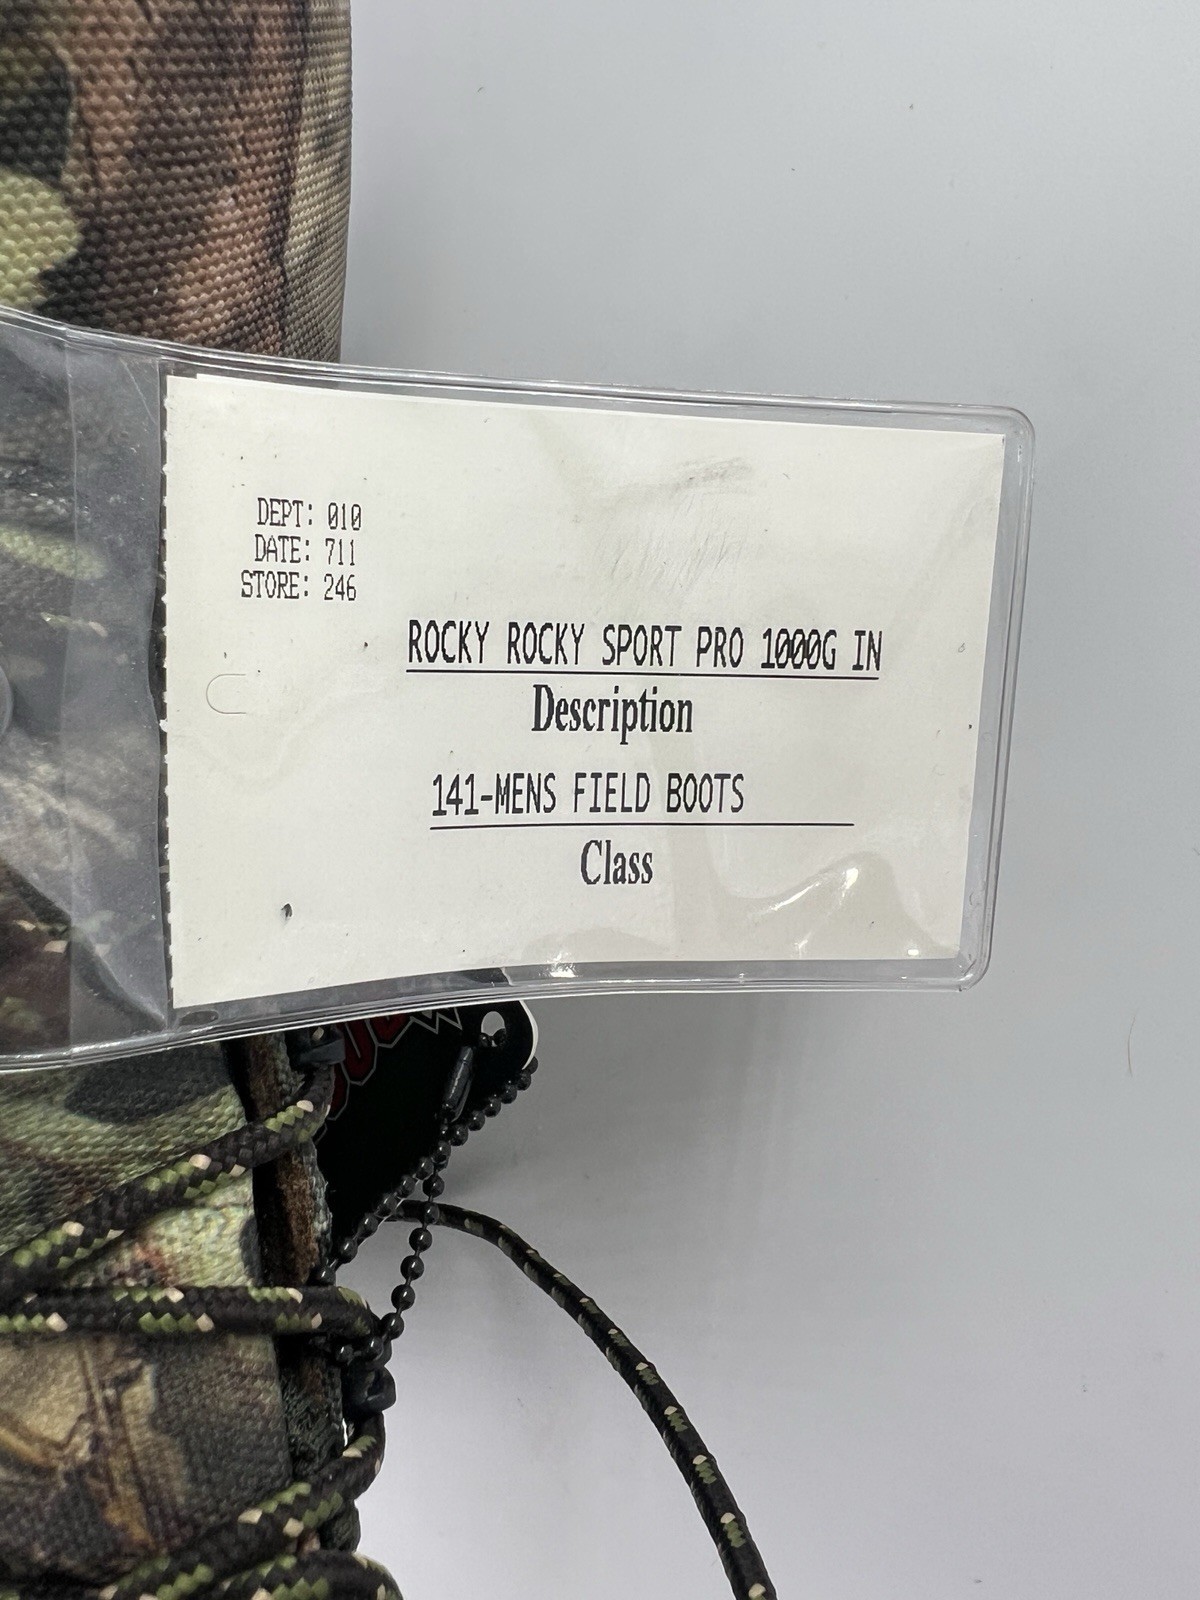 DEPT: 010
DATE: 711
STORE: 246
ROCKY ROCKY SPORT PRO 1000G IN
Description
141-MENS FIELD BOOTS
Class